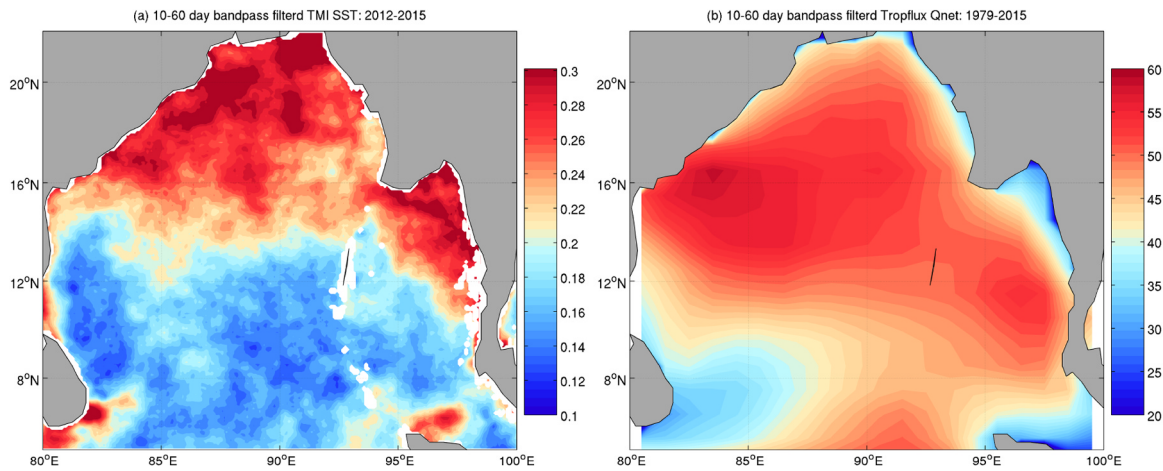 (a) 10-60 day bandpass filterd TMI SST: 2012-2015
20°N
16°N
12°N
8°N
80°E 85°E 90°E 95°E 100°E
0.3
0.28
0.26
0.24
0.22
0.2
0.18
0.16
0.14
0.12
0.1
(b) 10-60 day bandpass filterd Tropflux Qnet: 1979-2015
20°N
16°N
12°N
8°N
80°E 85°E 90°E 95°E 100°E
60
55
50
45
40
35
30
25
20